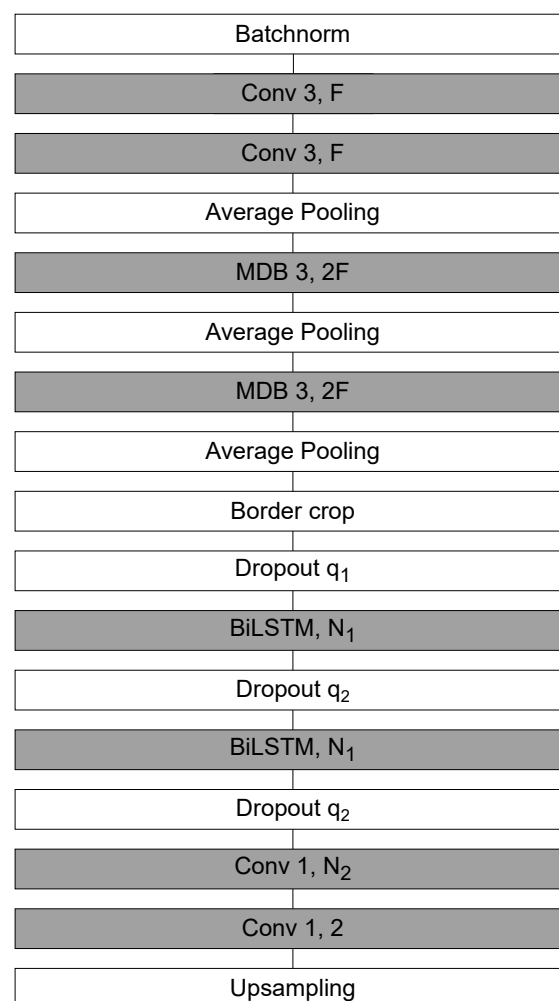 Batchnorm
Conv 3, F
Conv 3, F
Average Pooling
MDB 3, 2F
Average Pooling
MDB 3, 2F
Average Pooling
Border crop
Dropout q₁
BiLSTM, N₁
Dropout q₂
BiLSTM, N₁
Dropout q₂
Conv 1, N₂
Conv 1, 2
Upsampling